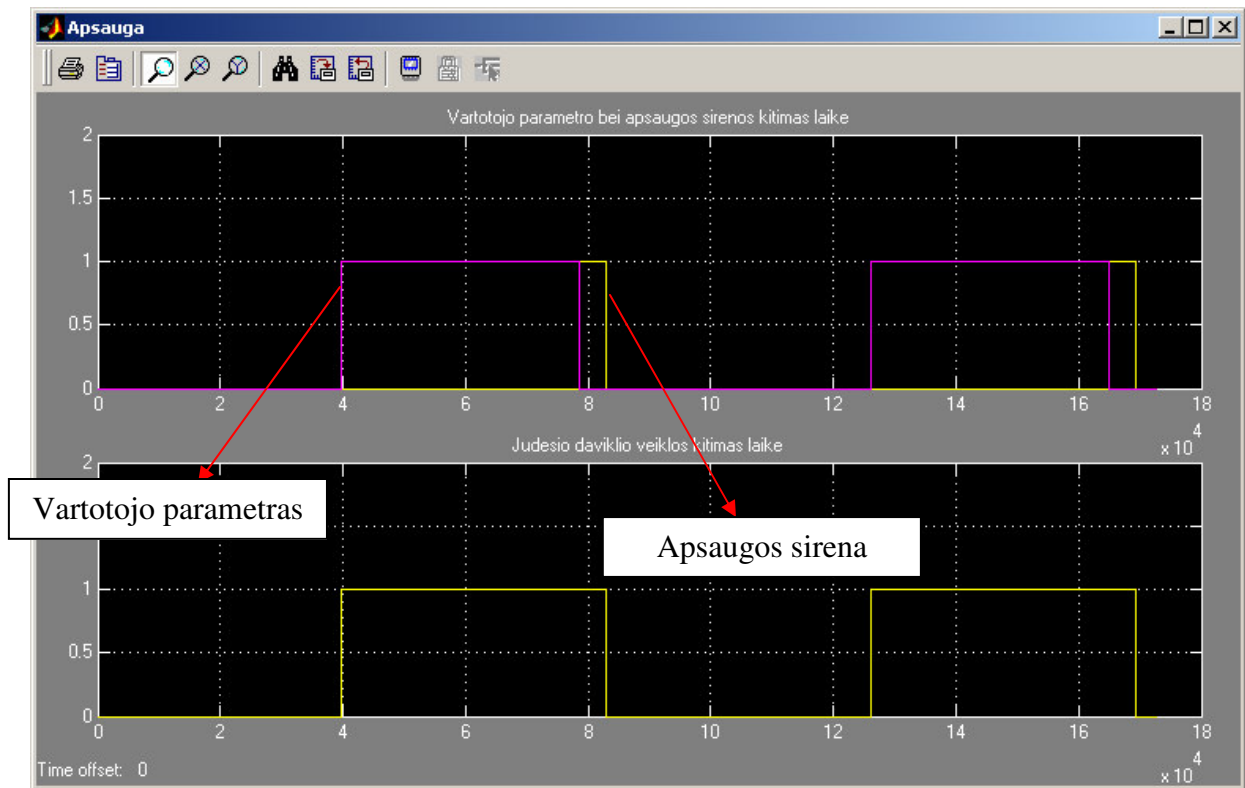 Apsauga
Vartotojo parametro bei apsaugos sirenos kitimas laike
2
1.5
1
0.5
0
0 2 4 6 8 10 12 14 16 18
x 10^4
Judesio daviklio veiklos kitimas laike
2
Vartotojo parametras
Apsaugos sirena
1
0.5
0
0 2 4 6 8 10 12 14 16 18
x 10^4
Time offset: 0